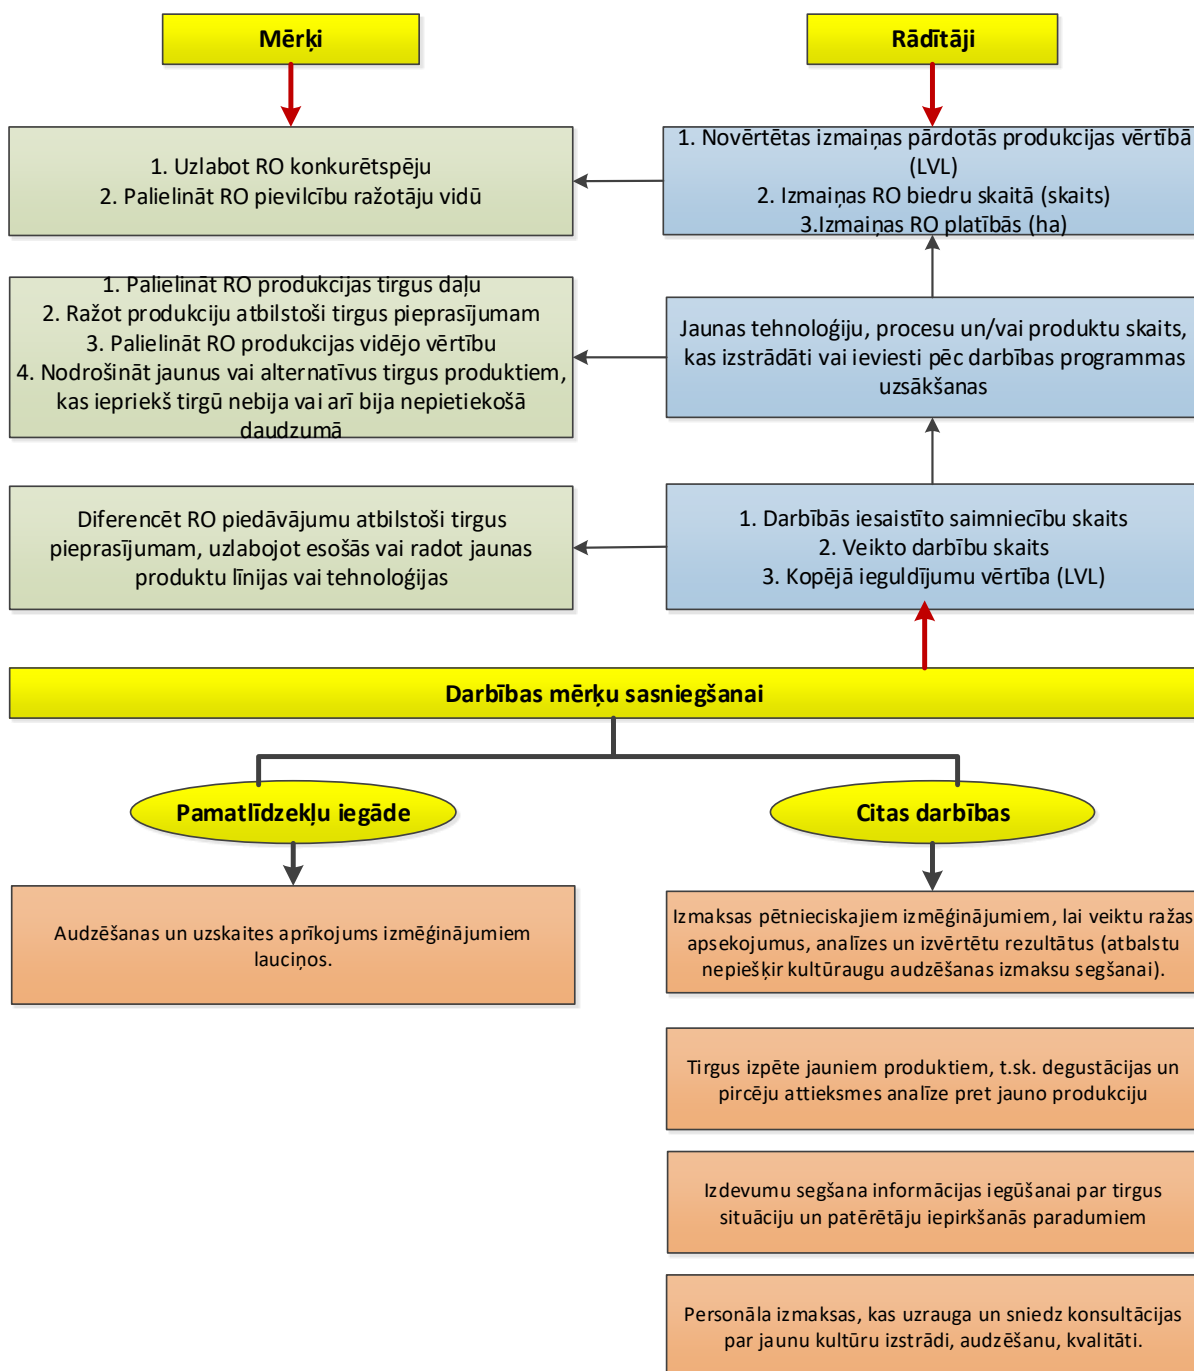 Mērķi
Rādītāji
1. Uzlabot RO konkurētspēju
2. Palielināt RO pievilcību ražotāju vidū
1. Novērtētas izmaiņas pārdotās produkcijas vērtībā
(LVL)
2. Izmaiņas RO biedru skaitā (skaits)
3.Izmaiņas RO platībās (ha)
1. Palielināt RO produkcijas tirgus daļu
2. Ražot produkciju atbilstoši tirgus pieprasījumam
3. Palielināt RO produkcijas vidējo vērtību
4. Nodrošināt jaunus vai alternatīvus tirgus produktiem,
kas iepriekš tirgū nebija vai arī bija nepietiekošā
daudzumā
Jaunas tehnoloģiju, procesu un/vai produktu skaits,
kas izstrādāti vai ieviesti pēc darbības programmas
uzsākšanas
Diferencēt RO piedāvājumu atbilstoši tirgus
pieprasījumam, uzlabojot esošās vai radot jaunas
produktu līnijas vai tehnoloģijas
1. Darbībās iesaistīto saimniecību skaits
2. Veikto darbību skaits
3. Kopējā ieguldījumu vērtība (LVL)
Darbības mērķu sasniegšanai
Pamatlīdzekļu iegāde
Citas darbības
Audzēšanas un uzskaites aprīkojums izmēģinājumiem
lauciņos.
Izmaksas pētnieciskajiem izmēģinājumiem, lai veiktu ražas
apsekojumus, analīzes un izvērtētu rezultātus (atbalstu
nepiešķir kultūraugu audzēšanas izmaksu segšanai).
Tirgus izpēte jauniem produktiem, t.sk. degustācijas un
pircēju attieksmes analīze pret jauno produkciju
Izdevumu segšana informācijas iegūšanai par tirgus
situāciju un patērētāju iepirkšanās paradumiem
Personāla izmaksas, kas uzrauga un sniedz konsultācijas
par jaunu kultūru izstrādi, audzēšanu, kvalitāti.